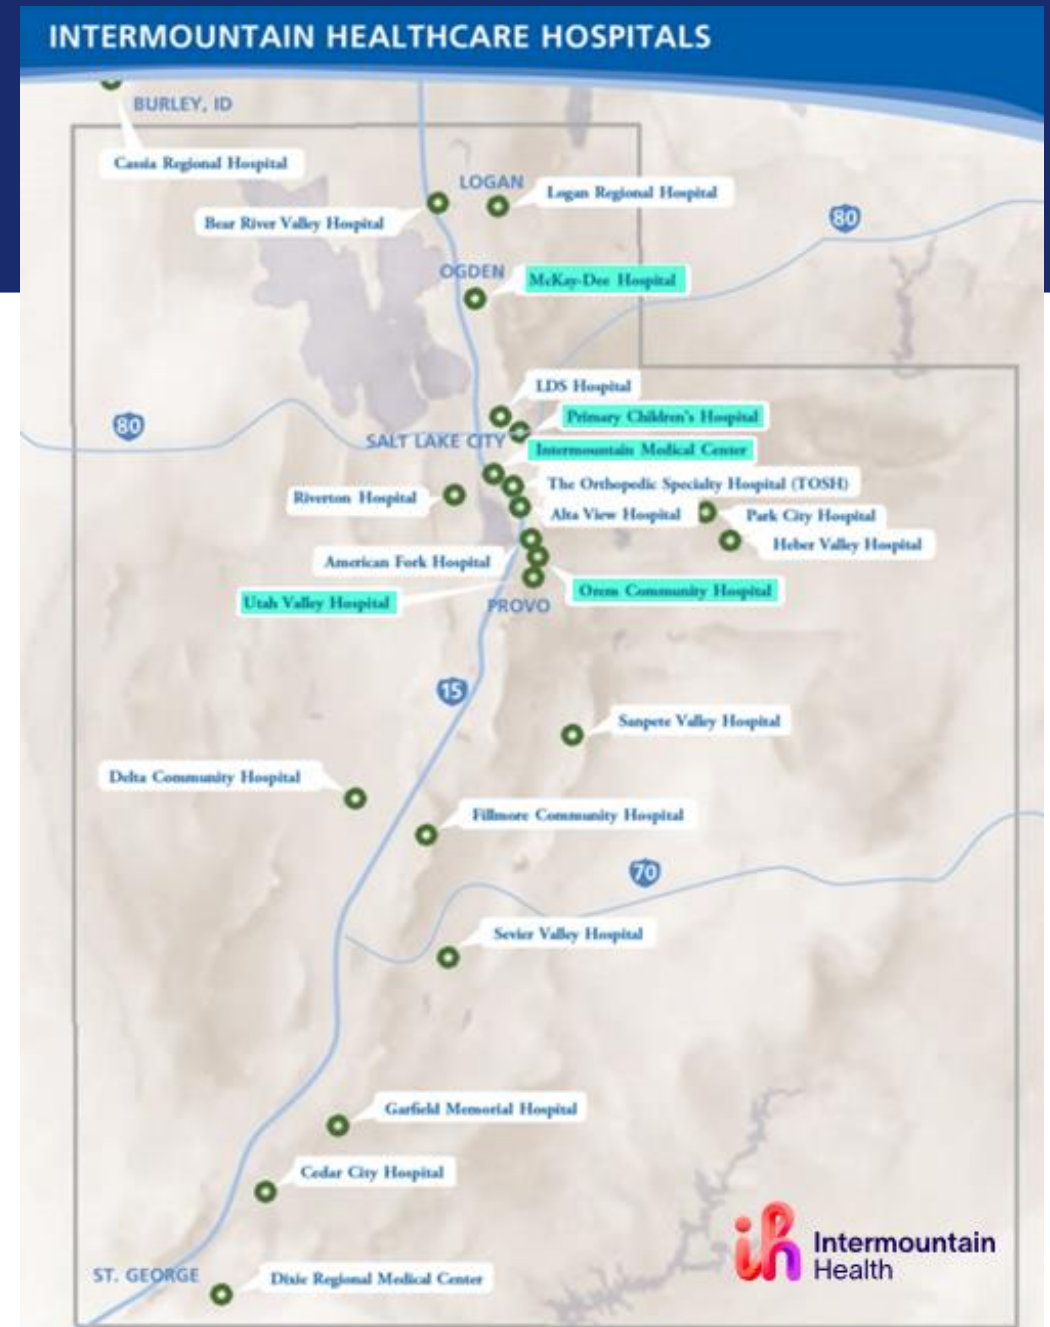 INTERMOUNTAIN HEALTHCARE HOSPITALS
BURLEY, ID
Cassia Regional Hospital
LOGAN
Logan Regional Hospital
Bear River Valley Hospital
80
OGDEN
McKay-Dee Hospital
LDS Hospital
Primary Children's Hospital
80
SALT LAKE CITY
Intermountain Medical Center
The Orthopedic Specialty Hospital (TOSH)
Riverton Hospital
Alta View Hospital
Park City Hospital
Heber Valley Hospital
American Fork Hospital
Orem Community Hospital
Utah Valley Hospital
PROVO
15
Sanpete Valley Hospital
Delta Community Hospital
Fillmore Community Hospital
70
Sevier Valley Hospital
Garfield Memorial Hospital
Cedar City Hospital
ST. GEORGE
Dixie Regional Medical Center
ih
Intermountain
Health